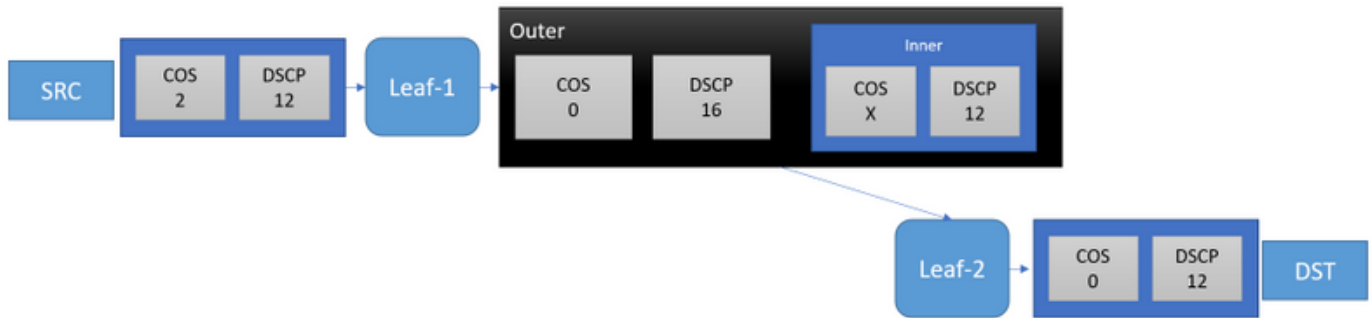 SRC
COS
2
DSCP
12
Leaf-1
Outer
COS
0
DSCP
16
Inner
COS
X
DSCP
12
Leaf-2
COS
0
DSCP
12
DST